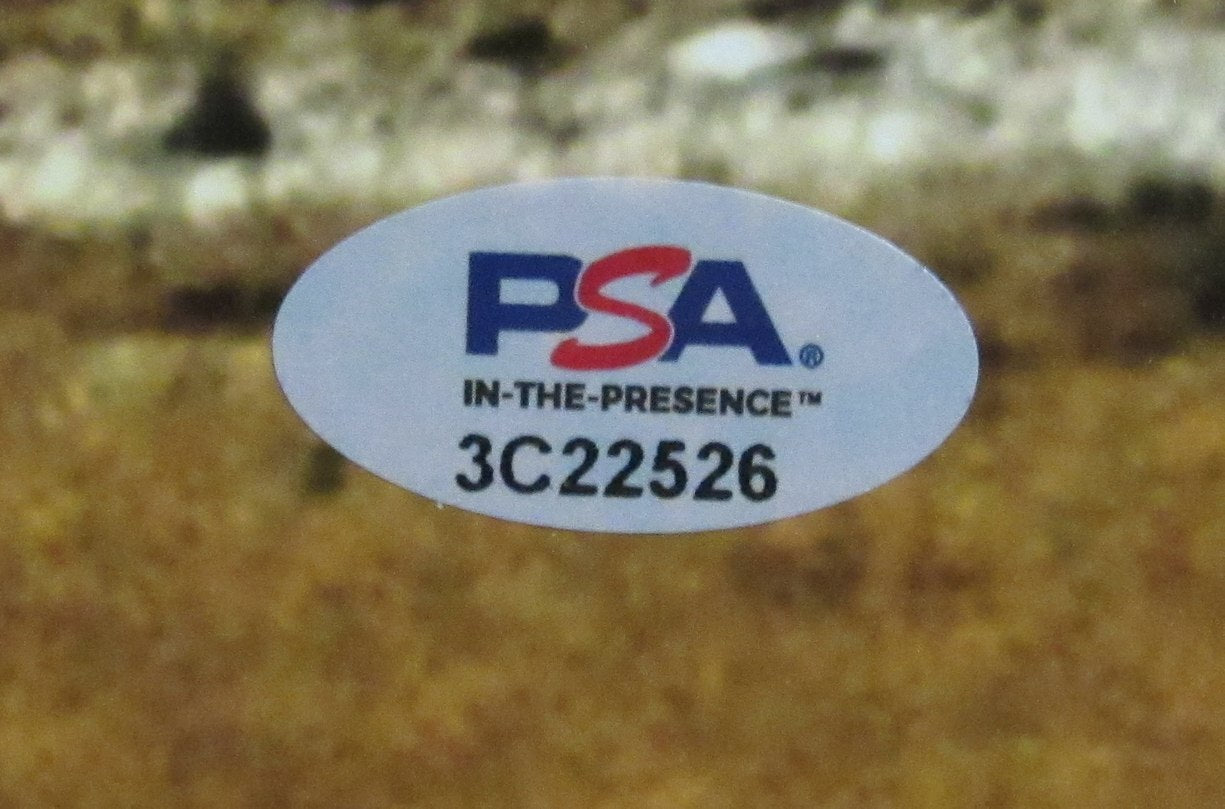 PSA®
IN-THE-PRESENCE™
3C22526